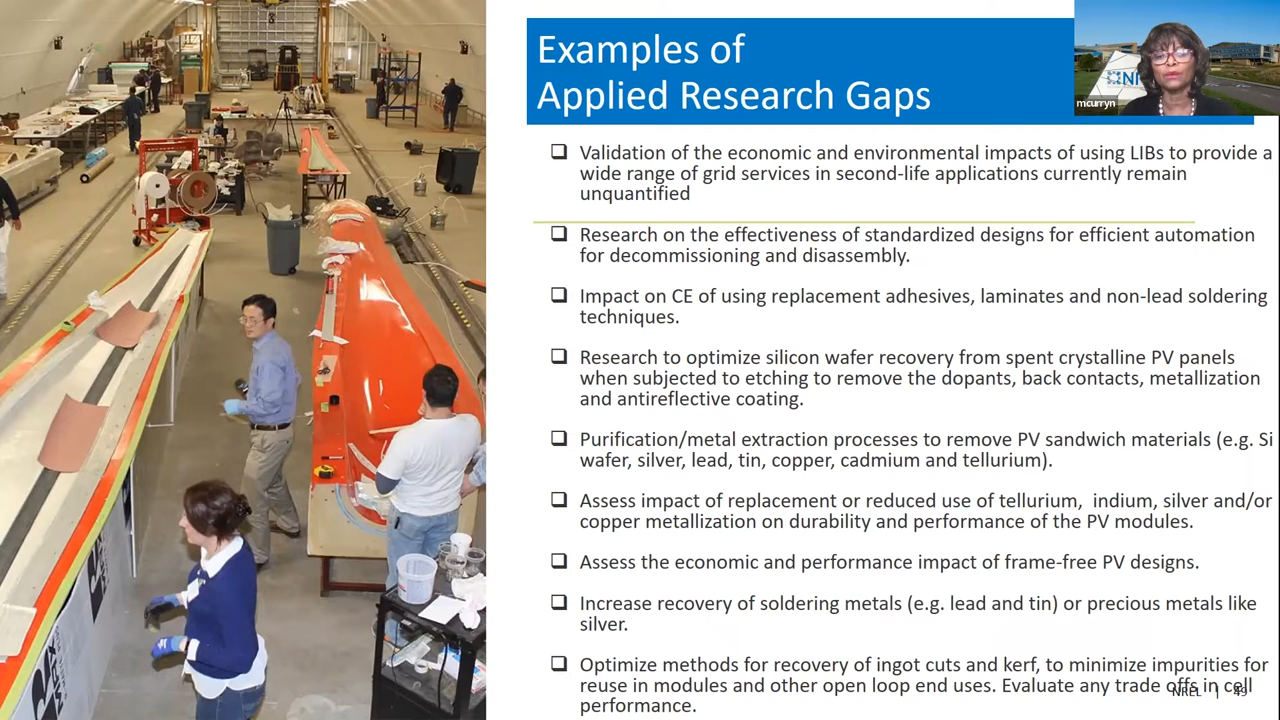 Examples of
Applied Research Gaps
mcurryn
Validation of the economic and environmental impacts of using LIBs to provide a
wide range of grid services in second-life applications currently remain
unquantified
Research on the effectiveness of standardized designs for efficient automation
for decommissioning and disassembly.
Impact on CE of using replacement adhesives, laminates and non-lead soldering
techniques.
Research to optimize silicon wafer recovery from spent crystalline PV panels
when subjected to etching to remove the dopants, back contacts, metallization
and antireflective coating.
Purification/metal extraction processes to remove PV sandwich materials (e.g. Si
wafer, silver, lead, tin, copper, cadmium and tellurium).
Assess impact of replacement or reduced use of tellurium, indium, silver and/or
copper metallization on durability and performance of the PV modules.
Assess the economic and performance impact of frame-free PV designs.
Increase recovery of soldering metals (e.g. lead and tin) or precious metals like
silver.
Optimize methods for recovery of ingot cuts and kerf, to minimize impurities for
reuse in modules and other open loop end uses. Evaluate any trade offs in cell
performance.
NREL | 49